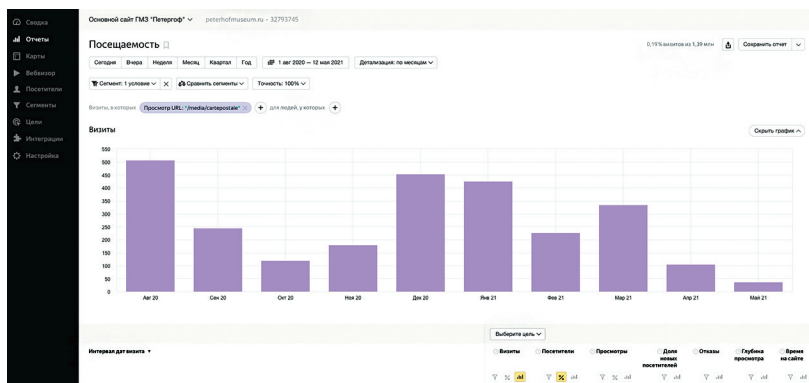 Сводка
Отчеты
Карты
Вебвизор
Посетители
Сегменты
Цели
Интеграции
Настройка
Основной сайт ГМЗ "Петергоф" peterhofmuseum.ru - 32793745
Посещаемость
0,19% визитов из 1,39 млн Сохранить отчет
Сегодня Вчера Неделя Месяц Квартал Год 1 авг 2020 — 12 мая 2021 Детализация: по месяцам
Сегмент: 1 условие Сравнить сегменты Точность: 100%
Визиты, в которых Просмотр URL: "/media/cartepostale" × + для людей, у которых +
Визиты Скрыть график
550
500
450
400
350
300
250
200
150
100
50
0
Авг 20 Сен 20 Окт 20 Ноя 20 Дек 20 Янв 21 Фев 21 Мар 21 Апр 21 Май 21
Выберите цель
Интервал дат визита Визиты Посетители Просмотры Доля новых посетителей Отказы Глубина просмотра Время на сайте